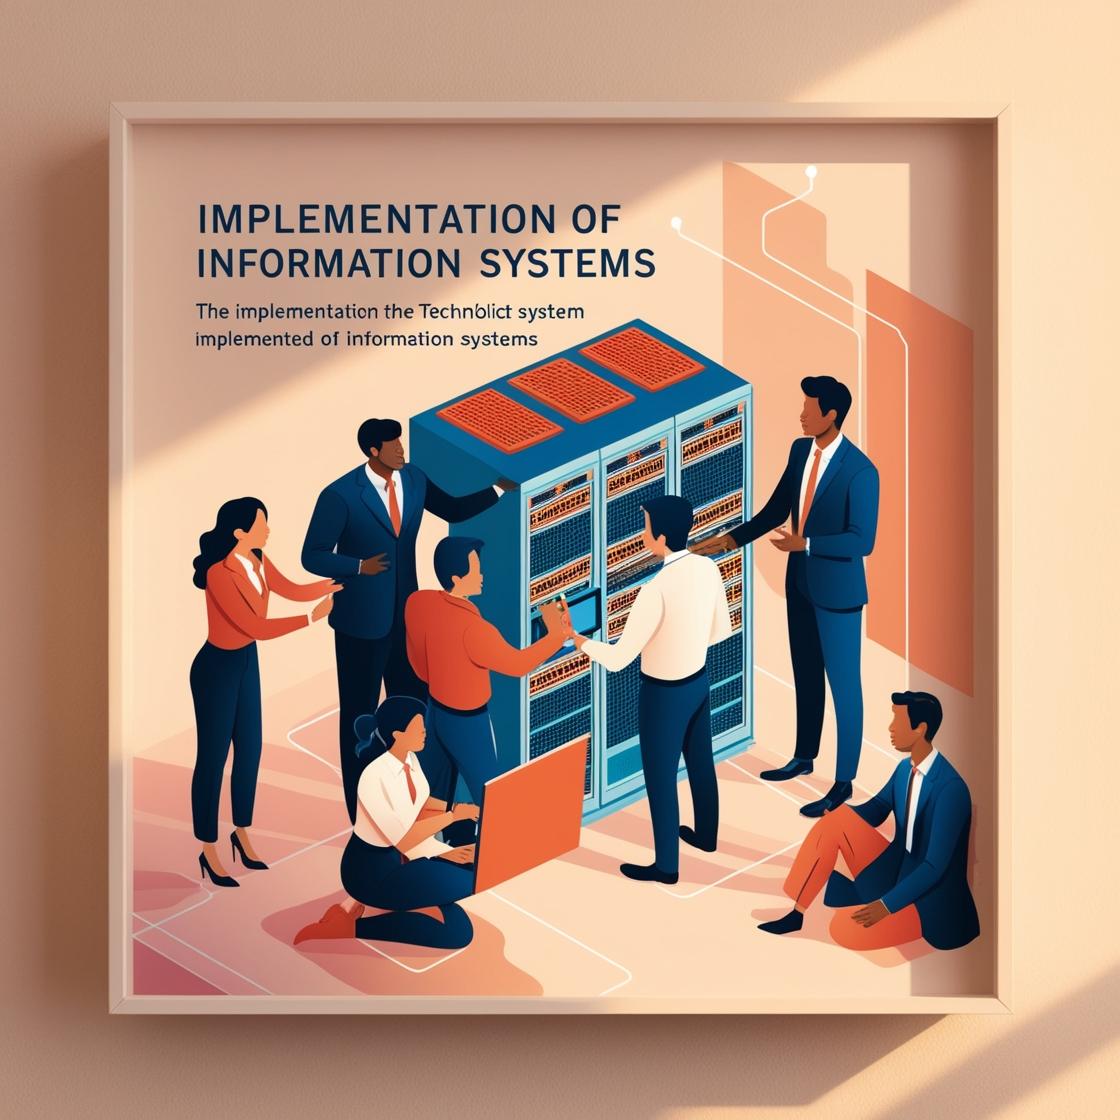 IMPLEMENTATION OF
INFORMATION SYSTEMS
The implementation the Technblict system
implemented of information systems